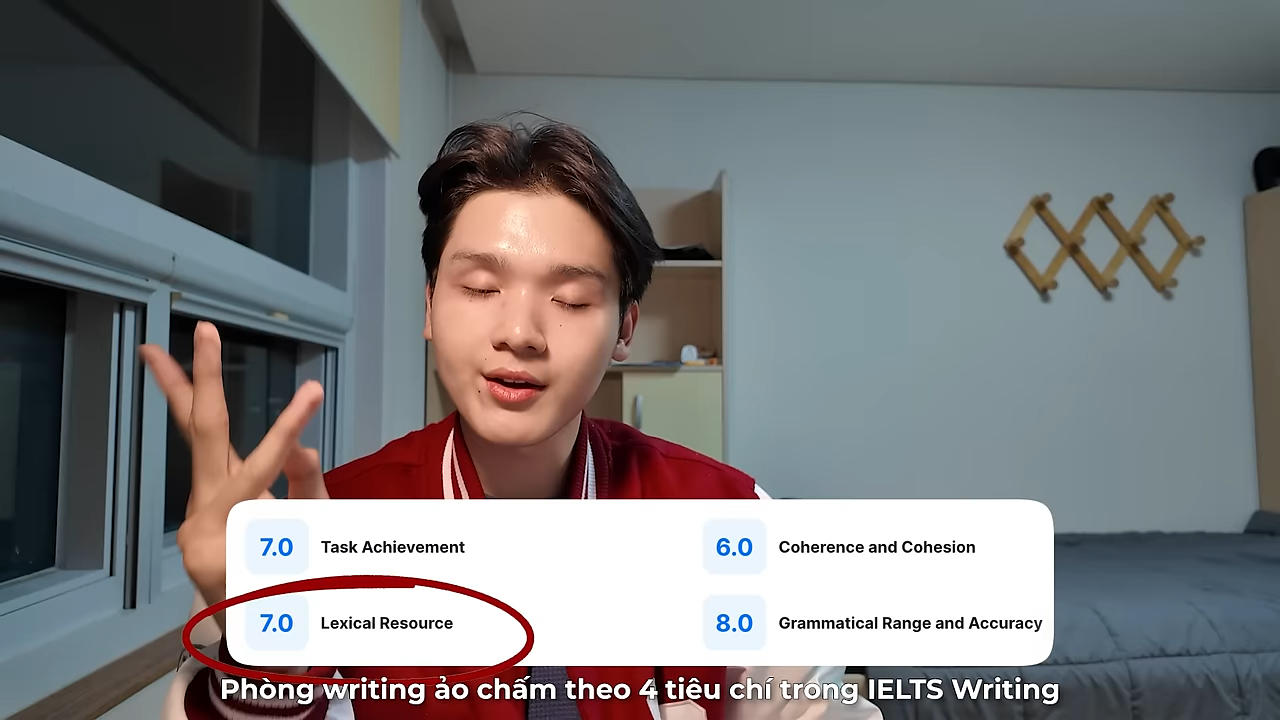 7.0 Task Achievement
6.0 Coherence and Cohesion
7.0 Lexical Resource
8.0 Grammatical Range and Accuracy
Phòng writing ảo chấm theo 4 tiêu chí trong IELTS Writing